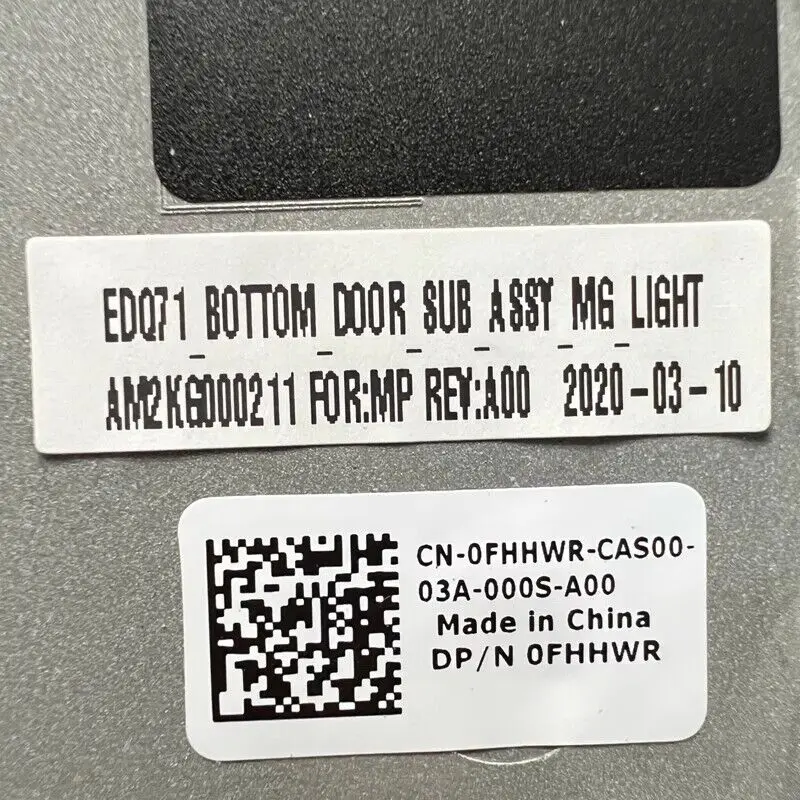 EDQ71_BOTTOM_DOOR_SUB_ASSY_MG_LIGHT
AM2KG000211 FOR:MP REV:A00 2020-03-10
CN-0FHHWR-CAS00-
03A-000S-A00
Made in China
DP/N 0FHHWR